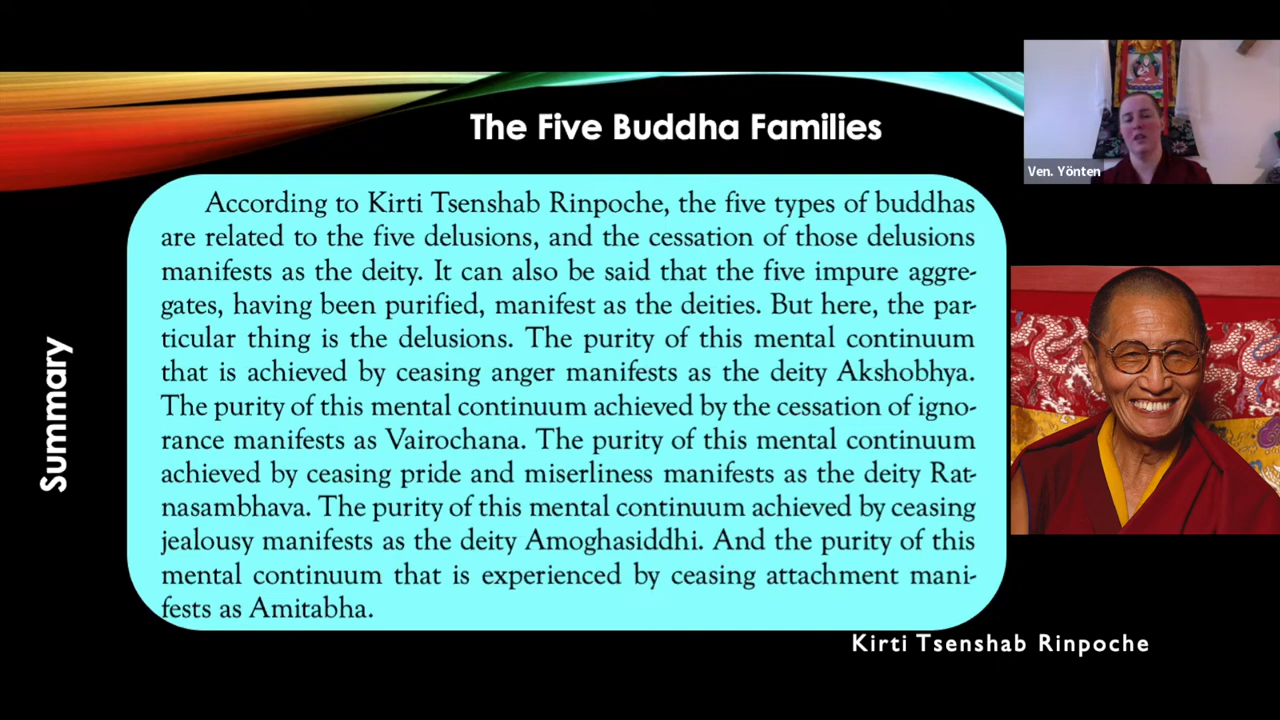 The Five Buddha Families
Ven. Yönten
According to Kirti Tsenshab Rinpoche, the five types of buddhas
are related to the five delusions, and the cessation of those delusions
manifests as the deity. It can also be said that the five impure aggre-
gates, having been purified, manifest as the deities. But here, the par-
ticular thing is the delusions. The purity of this mental continuum
that is achieved by ceasing anger manifests as the deity Akshobhya.
The purity of this mental continuum achieved by the cessation of igno-
rance manifests as Vairochana. The purity of this mental continuum
achieved by ceasing pride and miserliness manifests as the deity Rat-
nasambhava. The purity of this mental continuum achieved by ceasing
jealousy manifests as the deity Amoghasiddhi. And the purity of this
mental continuum that is experienced by ceasing attachment mani-
fests as Amitabha.
Summary
Kirti Tsenshab Rinpoche